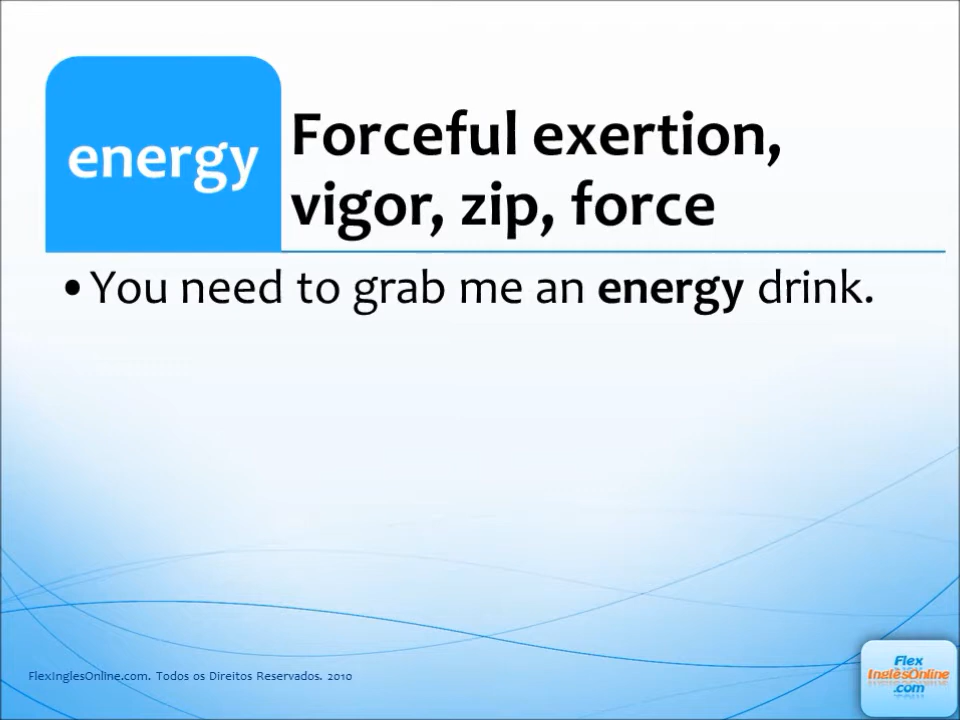 energy
Forceful exertion,
vigor, zip, force
•You need to grab me an energy drink.
FlexInglesOnline.com. Todos os Direitos Reservados. 2010
Flex
InglêsOnline
.com